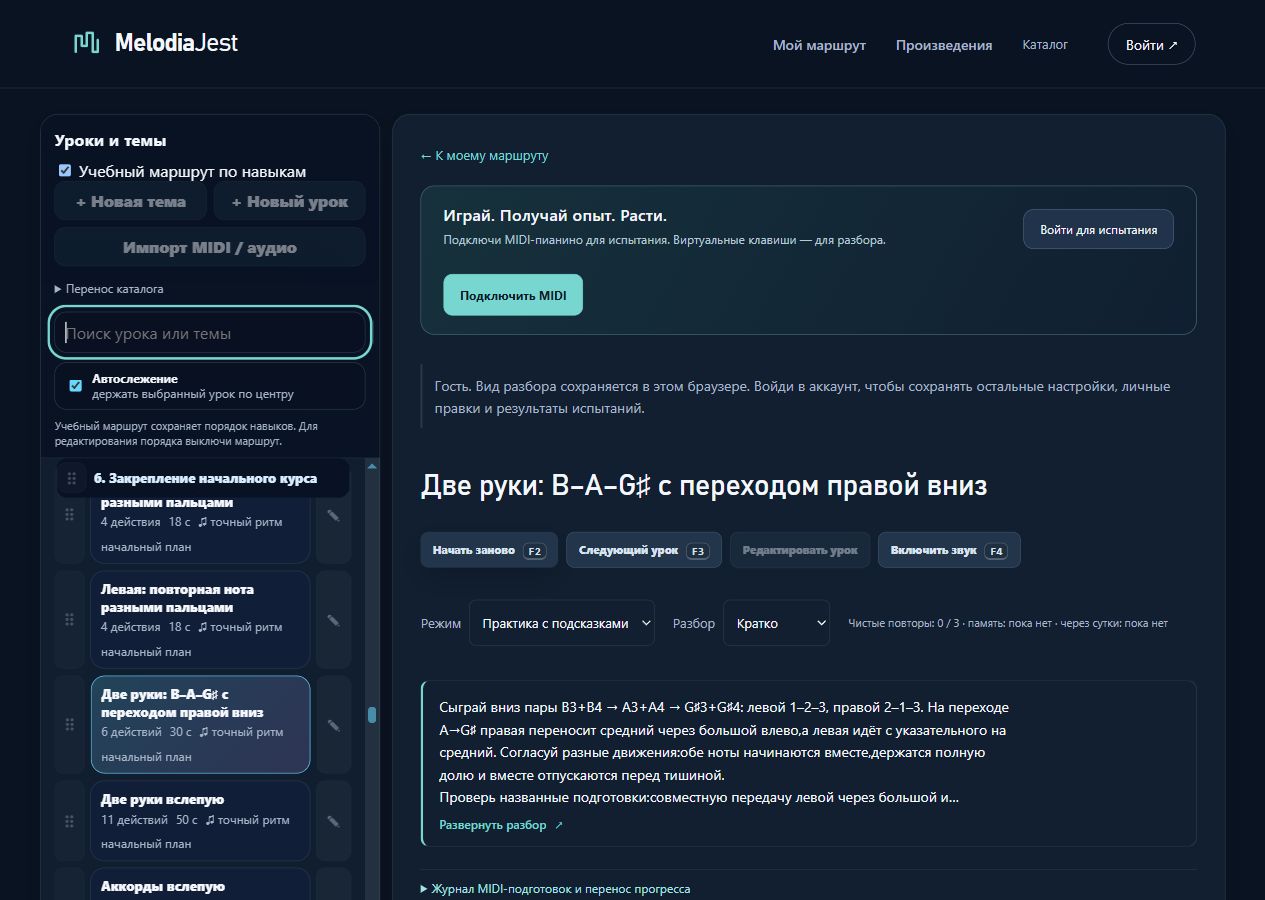 MelodiaJest
Мой маршрут
Произведения
Каталог
Войти ↗
Уроки и темы
Учебный маршрут по навыкам
+ Новая тема
+ Новый урок
Импорт MIDI / аудио
▶ Перенос каталога
Поиск урока или темы
Автослежение
держать выбранный урок по центру
Учебный маршрут сохраняет порядок навыков. Для
редактирования порядка выключи маршрут.
6. Закрепление начального курса
разными пальцами
4 действия 18 с ♫ точный ритм
начальный план
Левая: повторная нота
разными пальцами
4 действия 18 с ♫ точный ритм
начальный план
Две руки: B–A–G♯ с
переходом правой вниз
6 действий 30 с ♫ точный ритм
начальный план
Две руки вслепую
11 действий 50 с ♫ точный ритм
начальный план
Аккорды вслепую
← К моему маршруту
Играй. Получай опыт. Расти.
Подключи MIDI-пианино для испытания. Виртуальные клавиши — для разбора.
Войти для испытания
Подключить MIDI
Гость. Вид разбора сохраняется в этом браузере. Войди в аккаунт, чтобы сохранять остальные настройки, личные
правки и результаты испытаний.
Две руки: B–A–G♯ с переходом правой вниз
Начать заново F2
Следующий урок F3
Редактировать урок
Включить звук F4
Режим
Практика с подсказками
Разбор
Кратко
Чистые повторы: 0 / 3 · память: пока нет · через сутки: пока нет
Сыграй вниз пары B3+B4 → A3+A4 → G♯3+G♯4: левой 1–2–3, правой 2–1–3. На переходе
A→G♯ правая переносит средний через большой влево,а левая идёт с указательного на
средний. Согласуй разные движения:обе ноты начинаются вместе,держатся полную
долю и вместе отпускаются перед тишиной.
Проверь названные подготовки:совместную передачу левой через большой и…
Развернуть разбор ↗
▶ Журнал MIDI-подготовок и перенос прогресса